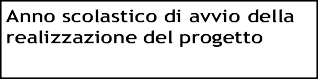 Anno scolastico di avvio della
realizzazione del progetto